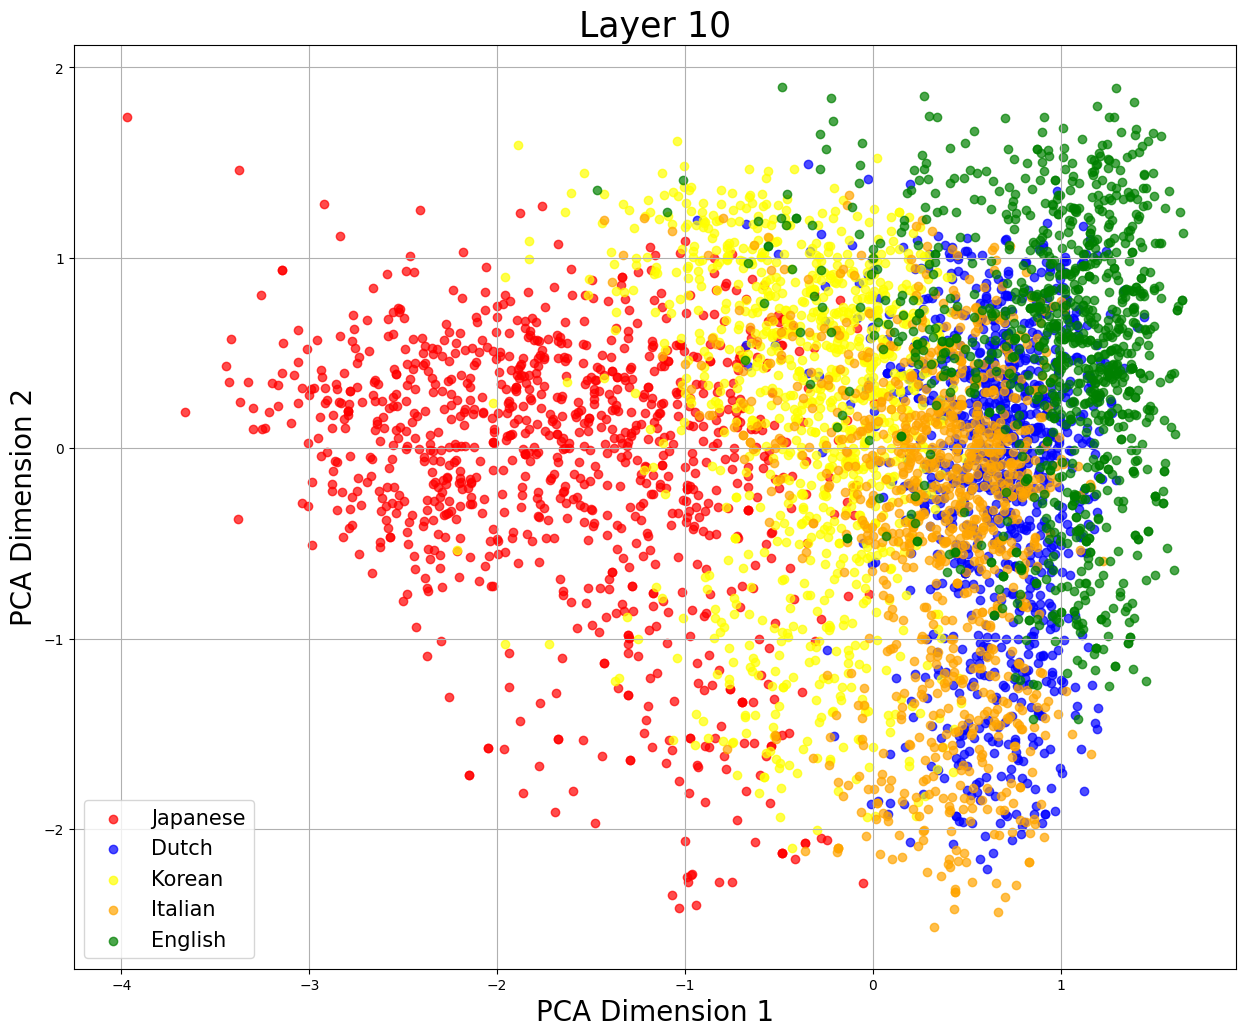 Layer 10
PCA Dimension 2
2
1
0
−1
−2
Japanese
Dutch
Korean
Italian
English
−4
−3
−2
−1
0
1
PCA Dimension 1